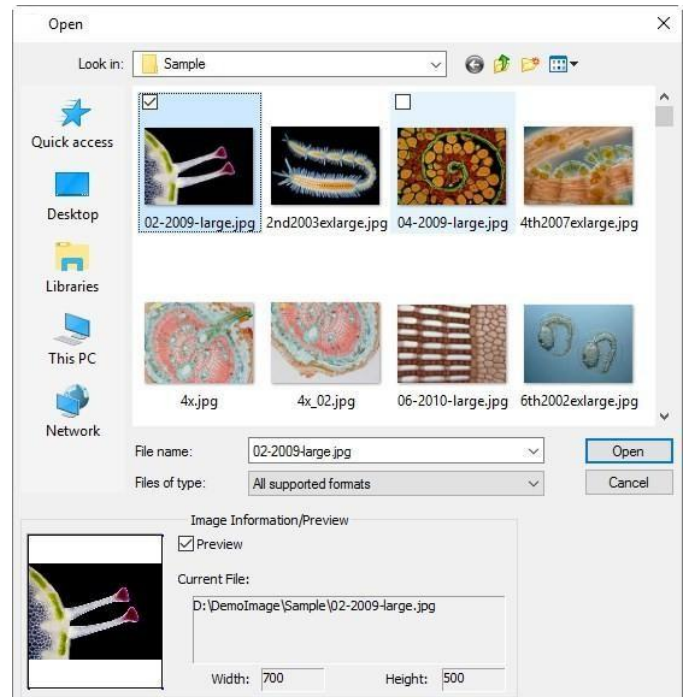 Open
Look in: Sample
Quick access
Desktop
Libraries
This PC
Network
02-2009-large.jpg 2nd2003exlarge.jpg 04-2009-large.jpg 4th2007exlarge.jpg
4x.jpg 4x_02.jpg 06-2010-large.jpg 6th2002exlarge.jpg
File name: 02-2009-large.jpg Open
Files of type: All supported formats Cancel
Image Information/Preview
Preview
Current File:
D:\DemoImage\Sample\02-2009-large.jpg
Width: 700 Height: 500